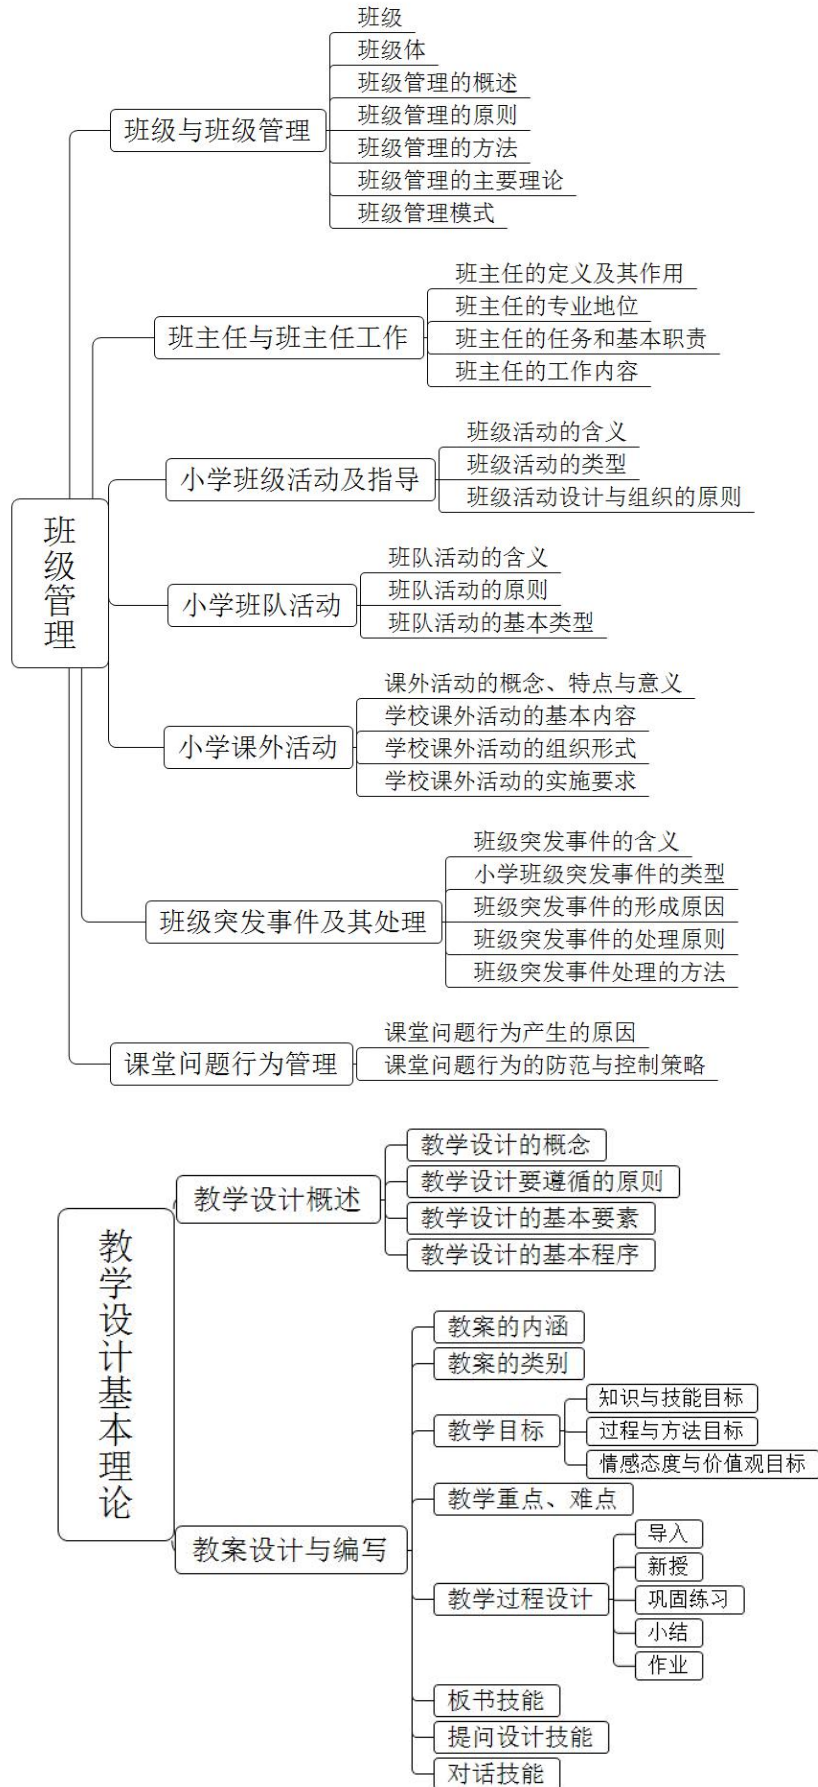 班级管理
班级与班级管理
班级
班级体
班级管理的概述
班级管理的原则
班级管理的方法
班级管理的主要理论
班级管理模式
班主任与班主任工作
班主任的定义及其作用
班主任的专业地位
班主任的任务和基本职责
班主任的工作内容
小学班级活动及指导
班级活动的含义
班级活动的类型
班级活动设计与组织的原则
小学班队活动
班队活动的含义
班队活动的原则
班队活动的基本类型
小学课外活动
课外活动的概念、特点与意义
学校课外活动的基本内容
学校课外活动的组织形式
学校课外活动的实施要求
班级突发事件及其处理
班级突发事件的含义
小学班级突发事件的类型
班级突发事件的形成原因
班级突发事件的处理原则
班级突发事件处理的方法
课堂问题行为管理
课堂问题行为产生的原因
课堂问题行为的防范与控制策略
教学设计基本理论
教学设计概述
教学设计的概念
教学设计要遵循的原则
教学设计的基本要素
教学设计的基本程序
教案设计与编写
教案的内涵
教案的类别
教学目标
知识与技能目标
过程与方法目标
情感态度与价值观目标
教学重点、难点
教学过程设计
导入
新授
巩固练习
小结
作业
板书技能
提问设计技能
对话技能